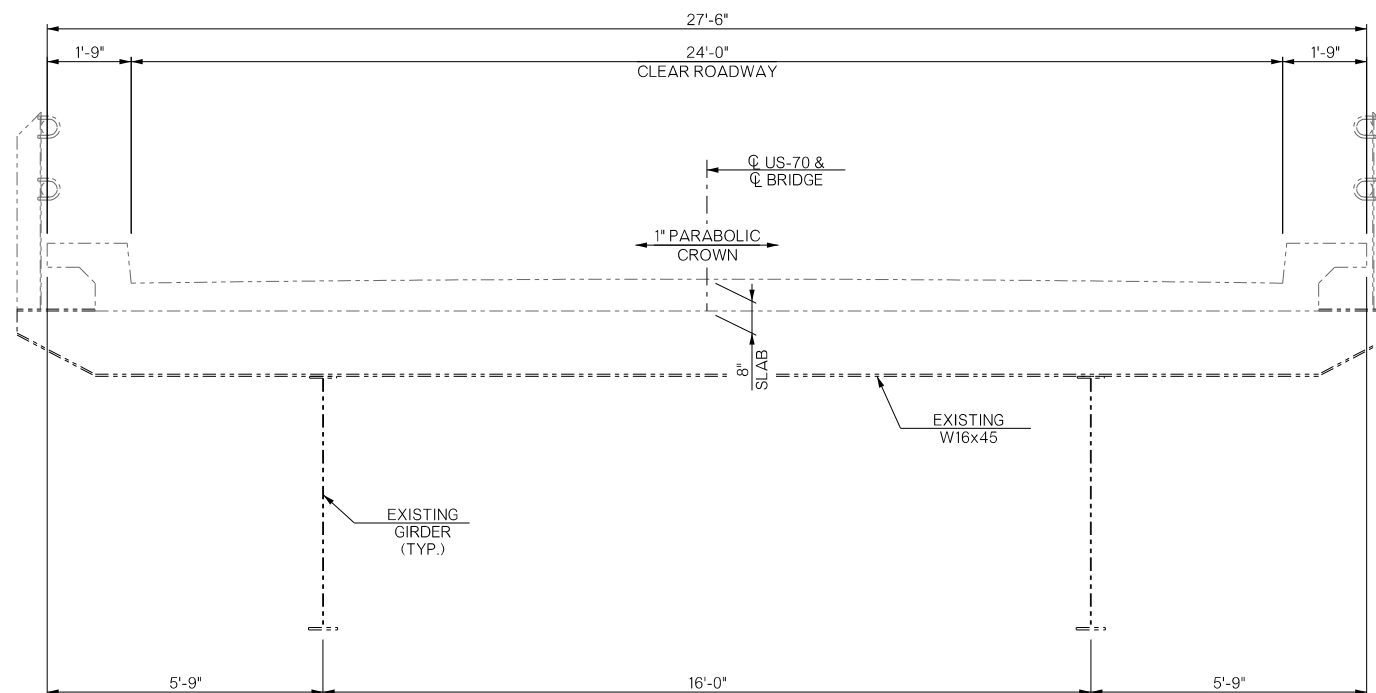 27'-6"
1'-9"
24'-0"
1'-9"
CLEAR ROADWAY
℄ US-70 &
℄ BRIDGE
1" PARABOLIC
CROWN
8"
SLAB
EXISTING
W16x45
EXISTING
GIRDER
(TYP.)
5'-9"
16'-0"
5'-9"